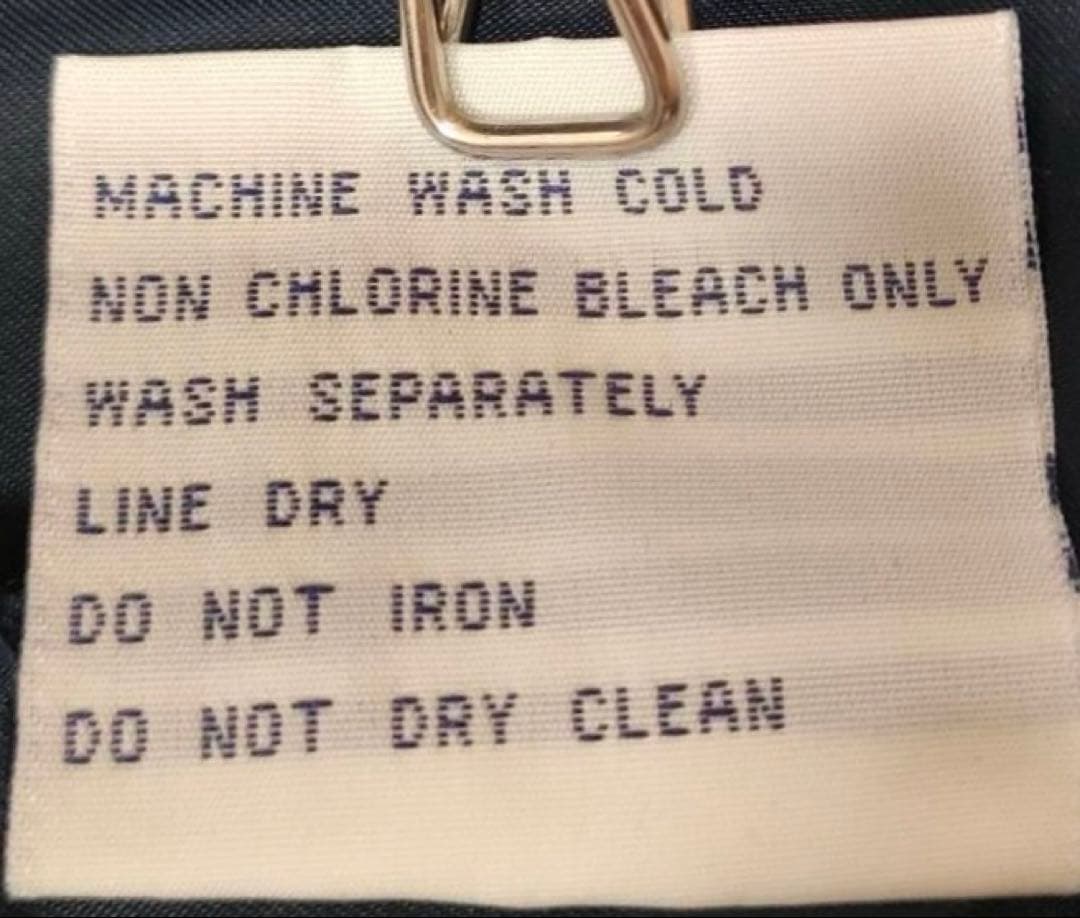 MACHINE WASH COLD
NON CHLORINE BLEACH ONLY
WASH SEPARATELY
LINE DRY
DO NOT IRON
DO NOT DRY CLEAN